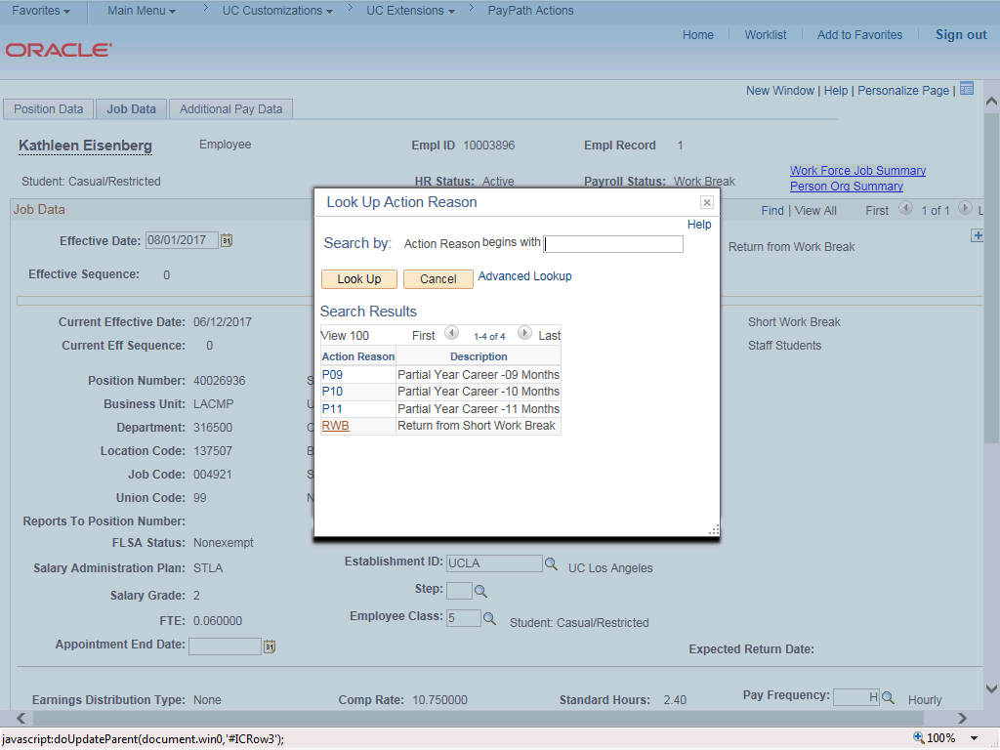 Favorites Main Menu > UC Customizations > UC Extensions > PayPath Actions
Home Worklist Add to Favorites Sign out
ORACLE
New Window | Help | Personalize Page |
Position Data Job Data Additional Pay Data
Kathleen Eisenberg Employee Empl ID 10003896 Empl Record 1
Student: Casual/Restricted HR Status: Active Payroll Status: Work Break Work Force Job Summary
Person Org Summary
Job Data Find | View All First 1 of 1 L
Look Up Action Reason
Help
Effective Date: 08/01/2017 31 Return from Work Break
Search by: Action Reason begins with
Effective Sequence: 0
Look Up Cancel Advanced Lookup
Search Results
Current Effective Date: 06/12/2017 Short Work Break
View 100 First 1-4 of 4 Last
Current Eff Sequence: 0 Staff Students
Action Reason Description
P09 Partial Year Career -09 Months
Position Number: 40026936 S
P10 Partial Year Career -10 Months
Business Unit: LACMP U
P11 Partial Year Career -11 Months
Department: 316500
RWB Return from Short Work Break
Location Code: 137507
Job Code: 004921 S
Union Code: 99 N
Reports To Position Number:
FLSA Status: Nonexempt
Salary Administration Plan: STLA Establishment ID: UCLA UC Los Angeles
Salary Grade: 2 Step:
FTE: 0.060000 Employee Class: 5 Student: Casual/Restricted
Appointment End Date: 31 Expected Return Date:
Earnings Distribution Type: None Comp Rate: 10.750000 Standard Hours: 2.40 Pay Frequency: H Hourly
javascript:doUpdateParent(document.win0,'#ICRow3'); 100%